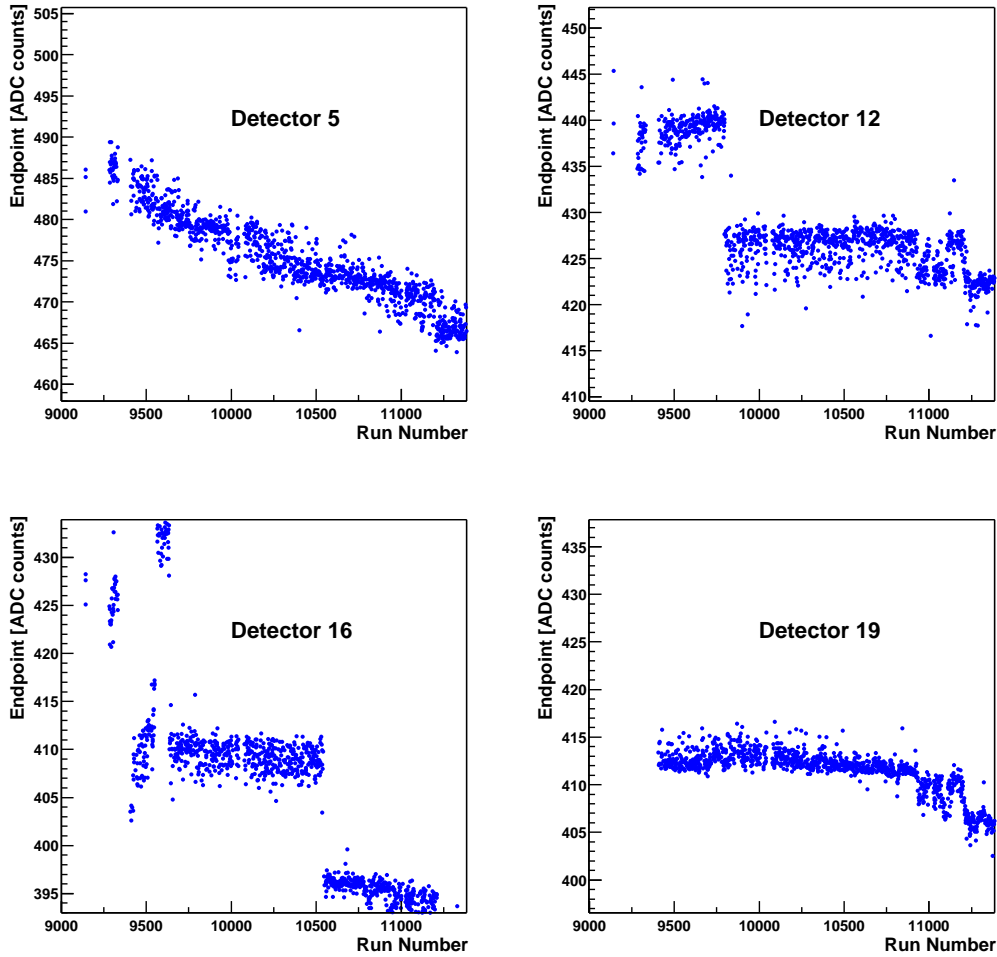 Endpoint [ADC counts]
505
500
495
490
485
480
475
470
465
460
Detector 5
9000 9500 10000 10500 11000
Run Number
Endpoint [ADC counts]
450
445
440
435
430
425
420
415
410
Detector 12
9000 9500 10000 10500 11000
Run Number
Endpoint [ADC counts]
430
425
420
415
410
405
400
395
Detector 16
9000 9500 10000 10500 11000
Run Number
Endpoint [ADC counts]
435
430
425
420
415
410
405
400
Detector 19
9000 9500 10000 10500 11000
Run Number